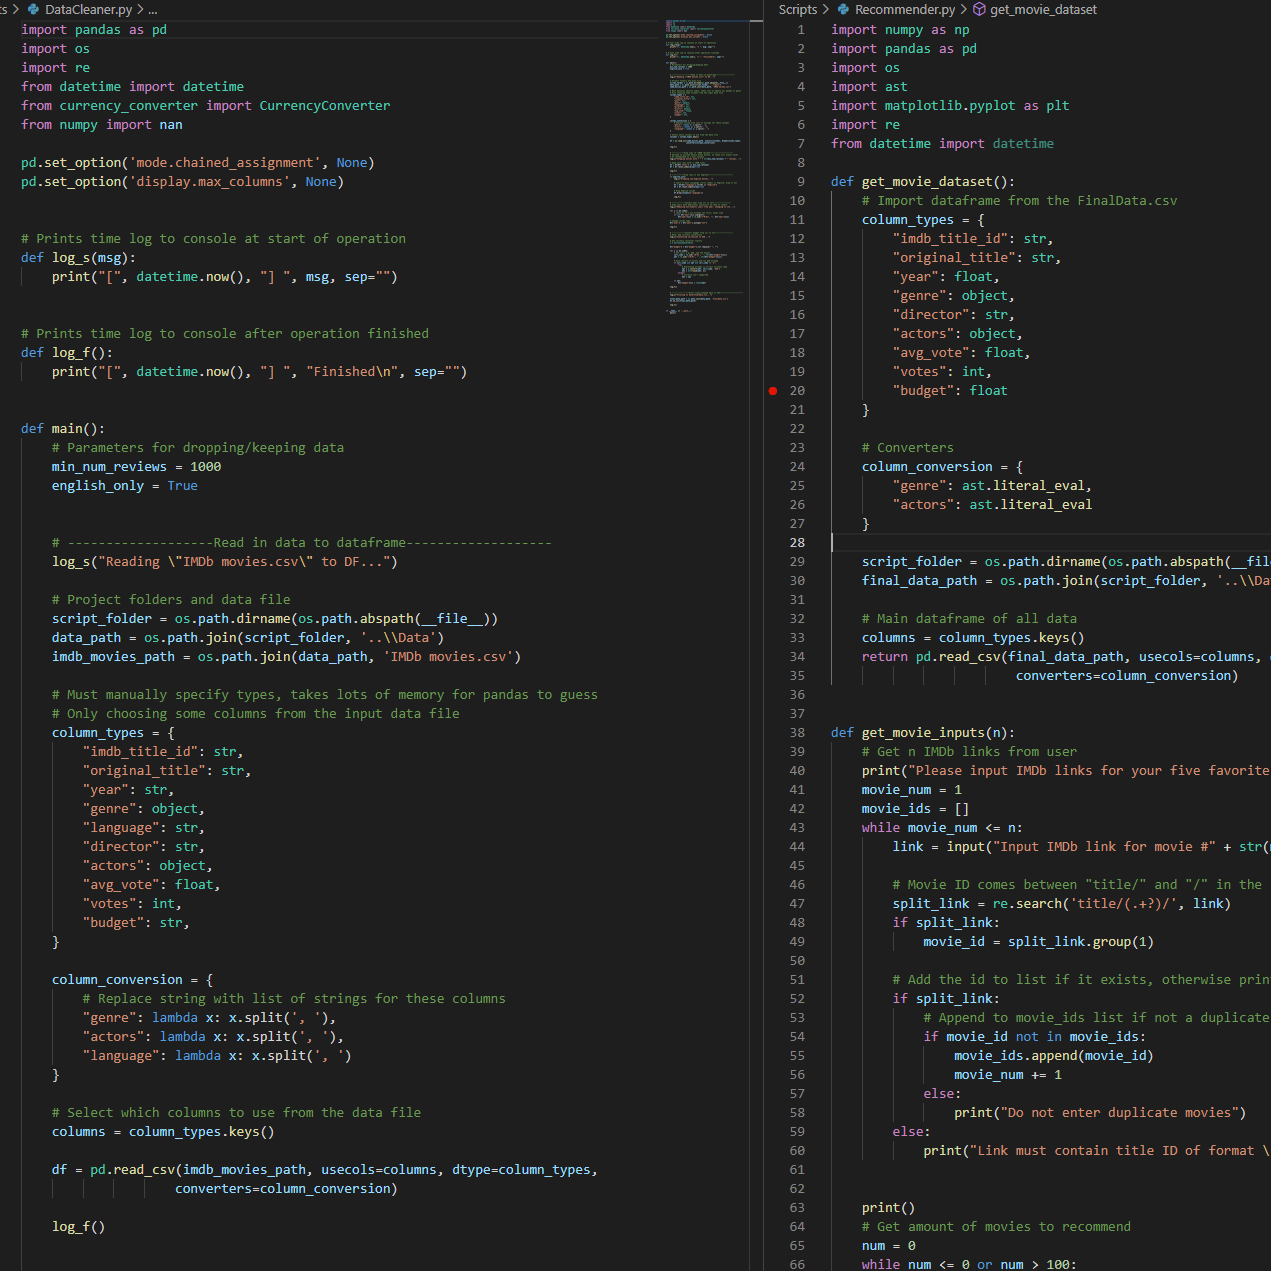 ts > DataCleaner.py > ...
import pandas as pd
import os
import re
from datetime import datetime
from currency_converter import CurrencyConverter
from numpy import nan

pd.set_option('mode.chained_assignment', None)
pd.set_option('display.max_columns', None)

# Prints time log to console at start of operation
def log_s(msg):
    print("[", datetime.now(), "] ", msg, sep="")

# Prints time log to console after operation finished
def log_f():
    print("[", datetime.now(), "] ", "Finished\n", sep="")

def main():
    # Parameters for dropping/keeping data
    min_num_reviews = 1000
    english_only = True

    # -------------------Read in data to dataframe-------------------
    log_s("Reading \"IMDb movies.csv\" to DF...")

    # Project folders and data file
    script_folder = os.path.dirname(os.path.abspath(__file__))
    data_path = os.path.join(script_folder, '..\\Data')
    imdb_movies_path = os.path.join(data_path, 'IMDb movies.csv')

    # Must manually specify types, takes lots of memory for pandas to guess
    # Only choosing some columns from the input data file
    column_types = {
        "imdb_title_id": str,
        "original_title": str,
        "year": str,
        "genre": object,
        "language": str,
        "director": str,
        "actors": object,
        "avg_vote": float,
        "votes": int,
        "budget": str,
    }

    column_conversion = {
        # Replace string with list of strings for these columns
        "genre": lambda x: x.split(', '),
        "actors": lambda x: x.split(', '),
        "language": lambda x: x.split(', ')
    }

    # Select which columns to use from the data file
    columns = column_types.keys()

    df = pd.read_csv(imdb_movies_path, usecols=columns, dtype=column_types,
                    converters=column_conversion)

    log_f()

Scripts > Recommender.py > get_movie_dataset
1 import numpy as np
2 import pandas as pd
3 import os
4 import ast
5 import matplotlib.pyplot as plt
6 import re
7 from datetime import datetime
8
9 def get_movie_dataset():
10     # Import dataframe from the FinalData.csv
11     column_types = {
12         "imdb_title_id": str,
13         "original_title": str,
14         "year": float,
15         "genre": object,
16         "director": str,
17         "actors": object,
18         "avg_vote": float,
19         "votes": int,
20         "budget": float
21     }
22
23     # Converters
24     column_conversion = {
25         "genre": ast.literal_eval,
26         "actors": ast.literal_eval
27     }
28
29     script_folder = os.path.dirname(os.path.abspath(__fil
30     final_data_path = os.path.join(script_folder, '..\\Da
31
32     # Main dataframe of all data
33     columns = column_types.keys()
34     return pd.read_csv(final_data_path, usecols=columns,
35                         converters=column_conversion)
36
37
38 def get_movie_inputs(n):
39     # Get n IMDb links from user
40     print("Please input IMDb links for your five favorite
41     movie_num = 1
42     movie_ids = []
43     while movie_num <= n:
44         link = input("Input IMDb link for movie #" + str(
45
46         # Movie ID comes between "title/" and "/" in the
47         split_link = re.search('title/(.+?)/', link)
48         if split_link:
49             movie_id = split_link.group(1)
50
51         # Add the id to list if it exists, otherwise prin
52         if split_link:
53             # Append to movie_ids list if not a duplicate
54             if movie_id not in movie_ids:
55                 movie_ids.append(movie_id)
56                 movie_num += 1
57             else:
58                 print("Do not enter duplicate movies")
59         else:
60             print("Link must contain title ID of format \
61
62
63     print()
64     # Get amount of movies to recommend
65     num = 0
66     while num <= 0 or num > 100: